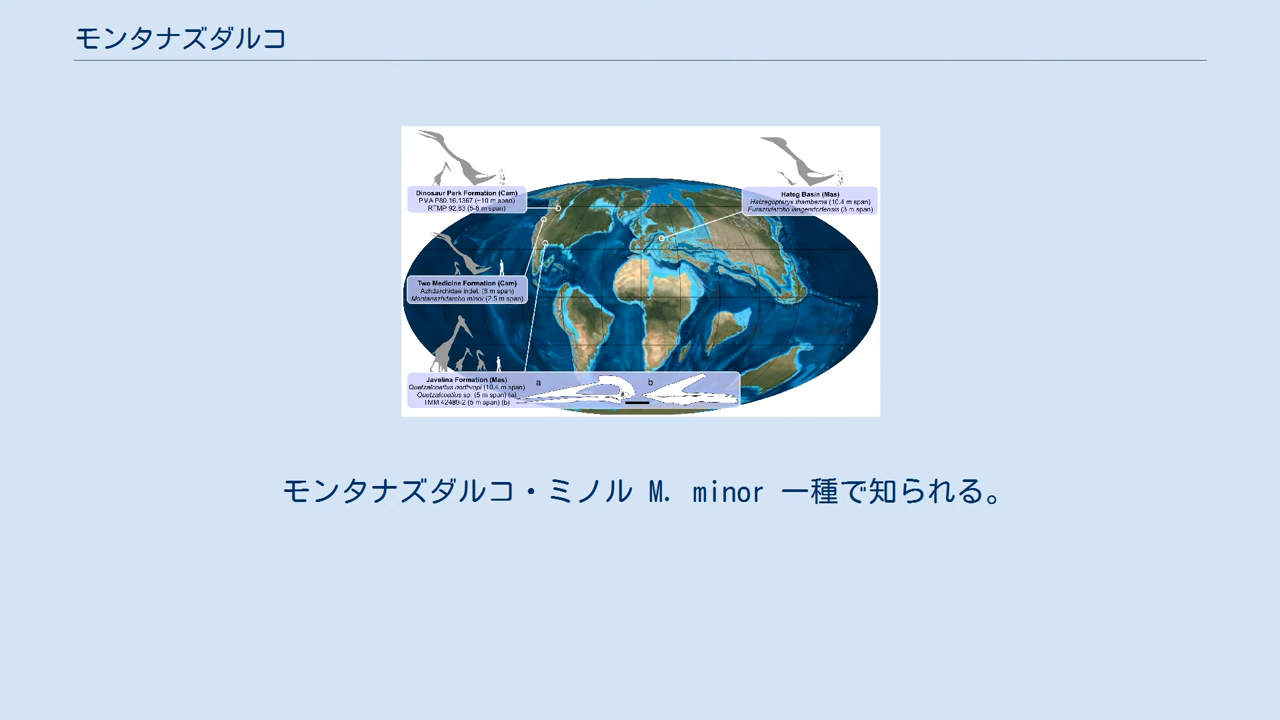 モンタナズダルコ
Dinosaur Park Formation (Cam)
PVA P80.16.1367 (~10 m span)
RTMP 92.83 (5-6 m span)
Hateg Basin (Mas)
Hatzegopteryx thambema (10.4 m span)
Eurazhdarcho langendorfensis (3 m span)
Two Medicine Formation (Cam)
Azhdarchidae indet. (8 m span)
Montanazhdarcho minor (2.5 m span)
Javelina Formation (Mas)
Quetzalcoatlus northropi (10.4 m span)
Quetzalcoatlus sp. (5 m span) (a)
TMM 42489-2 (5 m span) (b)
a
b
モンタナズダルコ・ミノル M. minor 一種で知られる。